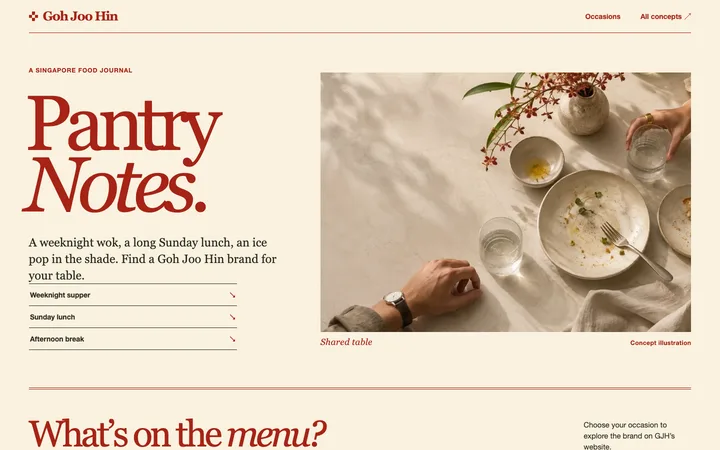 Goh Joo Hin
Occasions
All concepts ↗
A SINGAPORE FOOD JOURNAL
Pantry
Notes.
A weeknight wok, a long Sunday lunch, an ice
pop in the shade. Find a Goh Joo Hin brand for
your table.
Weeknight supper ↘
Sunday lunch ↘
Afternoon break ↘
Shared table
Concept illustration
What's on the menu?
Choose your occasion to
explore the brand on GJH's
website.